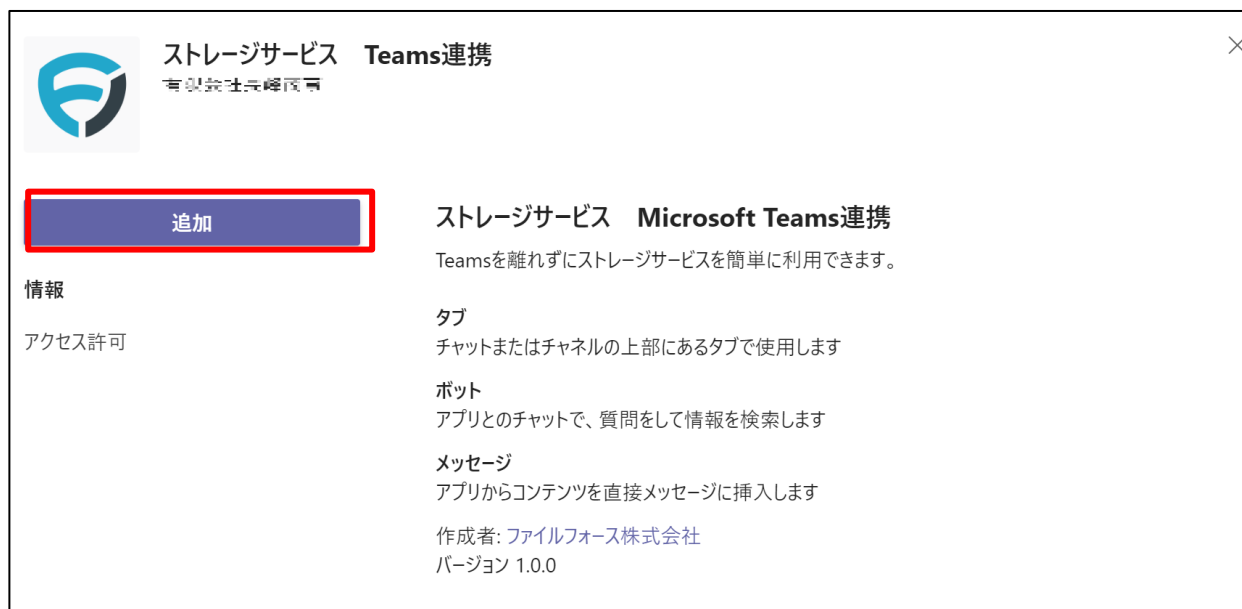 ストレージサービス　Teams連携
追加
情報
アクセス許可
ストレージサービス　Microsoft Teams連携
Teamsを離れずにストレージサービスを簡単に利用できます。
タブ
チャットまたはチャネルの上部にあるタブで使用します
ボット
アプリとのチャットで、質問をして情報を検索します
メッセージ
アプリからコンテンツを直接メッセージに挿入します
作成者: ファイルフォース株式会社
バージョン 1.0.0